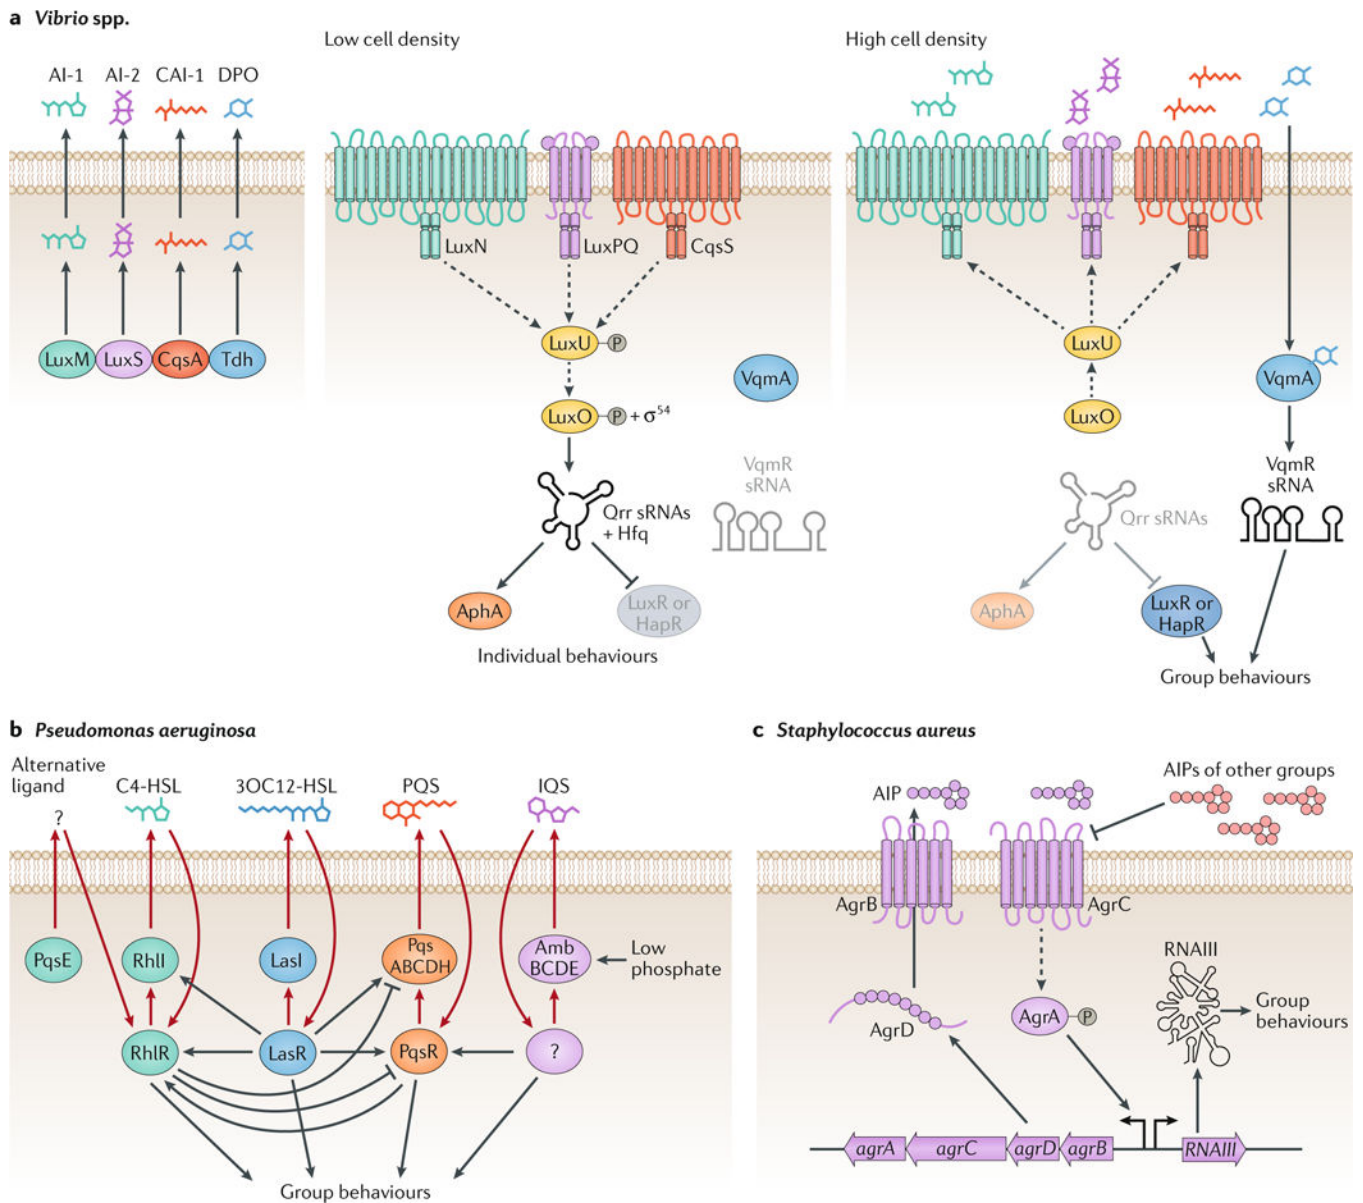 a Vibrio spp.
Low cell density
High cell density
AI-1 AI-2 CAI-1 DPO
LuxN
LuxPQ
CqsS
LuxM LuxS CqsA Tdh
LuxU P
VqmA
LuxO P + σ54
VqmR
sRNA
Qrr sRNAs
+ Hfq
AphA
LuxR or
HapR
Individual behaviours
LuxU
VqmA
LuxO
VqmR
sRNA
Qrr sRNAs
AphA
LuxR or
HapR
Group behaviours
b Pseudomonas aeruginosa
Alternative
ligand
?
C4-HSL
3OC12-HSL
PQS
IQS
PqsE
RhlI
LasI
Pqs
ABCDH
Amb
BCDE
Low
phosphate
RhlR
LasR
PqsR
?
Group behaviours
c Staphylococcus aureus
AIP
AIPs of other groups
AgrB
AgrC
RNAIII
AgrD
AgrA P
Group
behaviours
agrA agrC agrD agrB RNAIII